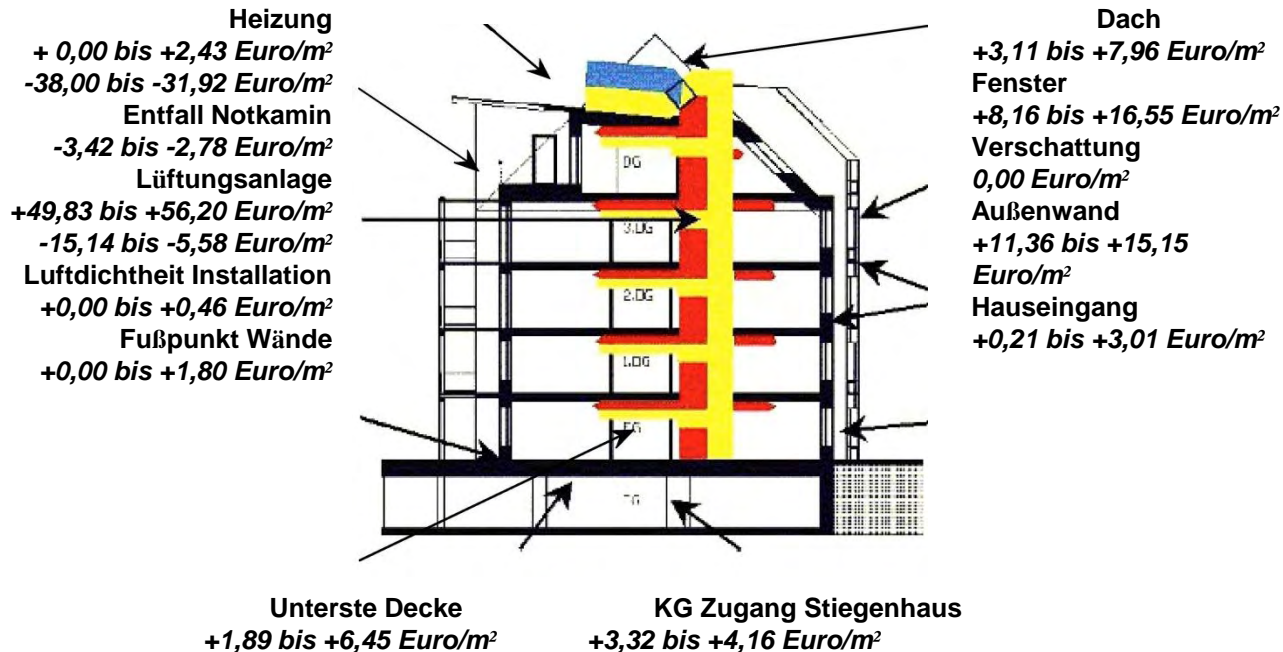 Heizung
+ 0,00 bis +2,43 Euro/m²
-38,00 bis -31,92 Euro/m²
Entfall Notkamin
-3,42 bis -2,78 Euro/m²
Lüftungsanlage
+49,83 bis +56,20 Euro/m²
-15,14 bis -5,58 Euro/m²
Luftdichtheit Installation
+0,00 bis +0,46 Euro/m²
Fußpunkt Wände
+0,00 bis +1,80 Euro/m²
DG
3.OG
2.OG
1.OG
EG
Dach
+3,11 bis +7,96 Euro/m²
Fenster
+8,16 bis +16,55 Euro/m²
Verschattung
0,00 Euro/m²
Außenwand
+11,36 bis +15,15
Euro/m²
Hauseingang
+0,21 bis +3,01 Euro/m²
Unterste Decke
+1,89 bis +6,45 Euro/m²
KG Zugang Stiegenhaus
+3,32 bis +4,16 Euro/m²